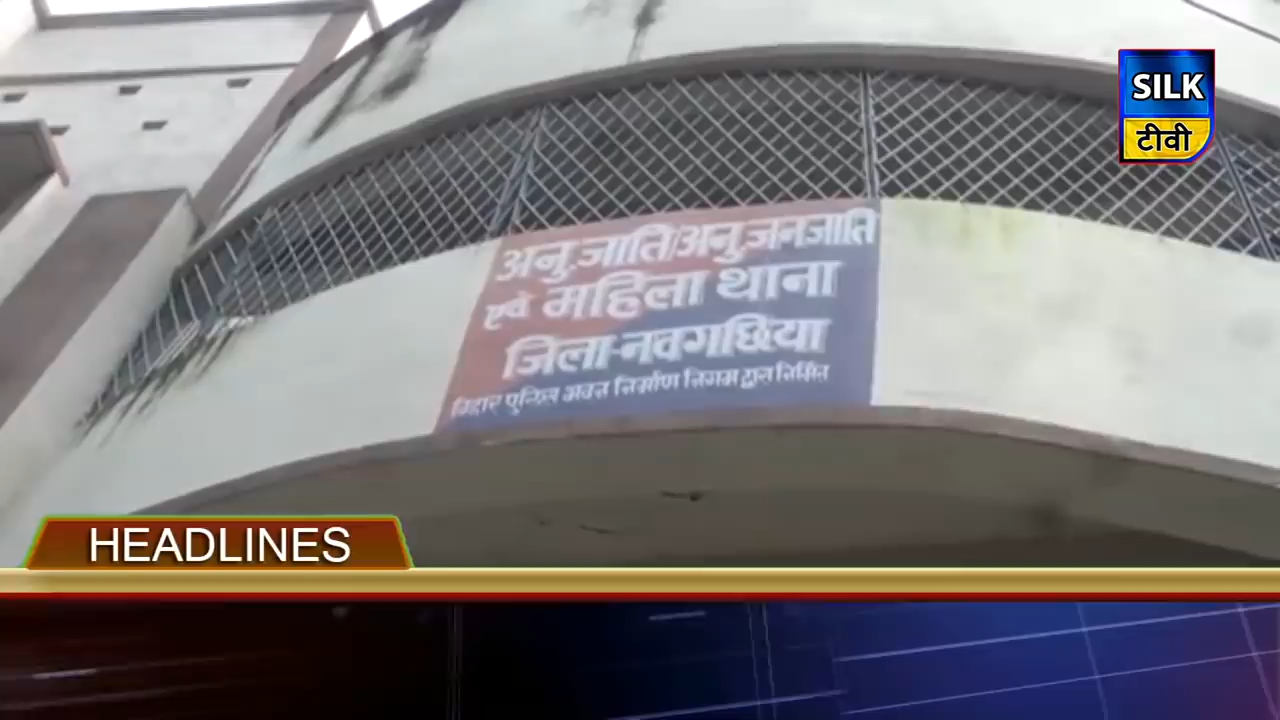 SILK
टीवी
अनु.जाति/अनु.जनजाति
एवं महिला थाना
जिला-नवगछिया
बिहार पुलिस भवन निर्माण निगम द्वारा निर्मित
HEADLINES